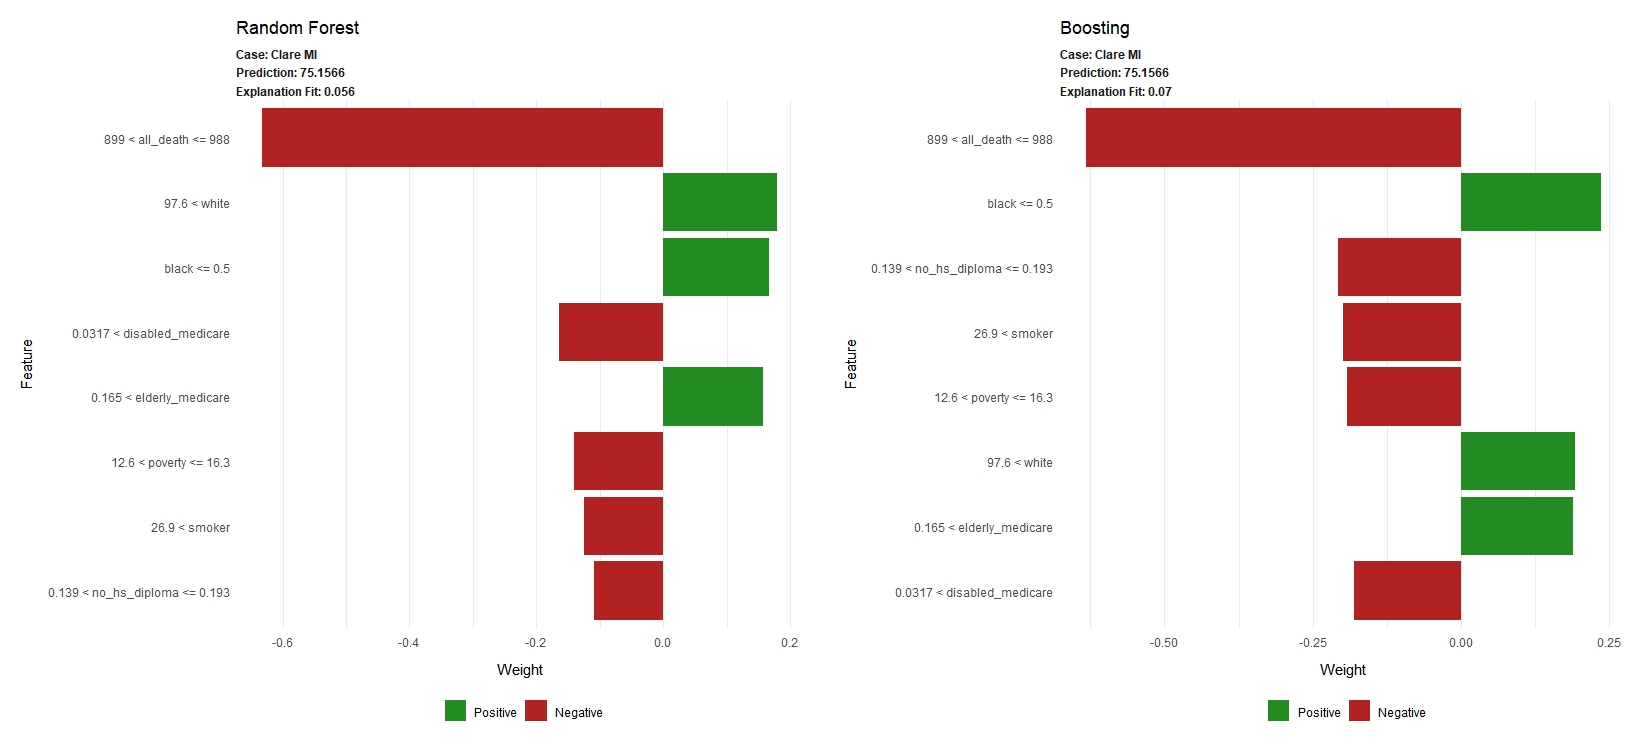 Random Forest
Case: Clare MI
Prediction: 75.1566
Explanation Fit: 0.056
Feature
899 < all_death <= 988
97.6 < white
black <= 0.5
0.0317 < disabled_medicare
0.165 < elderly_medicare
12.6 < poverty <= 16.3
26.9 < smoker
0.139 < no_hs_diploma <= 0.193
-0.6 -0.4 -0.2 0.0 0.2
Weight
Positive Negative
Boosting
Case: Clare MI
Prediction: 75.1566
Explanation Fit: 0.07
Feature
899 < all_death <= 988
black <= 0.5
0.139 < no_hs_diploma <= 0.193
26.9 < smoker
12.6 < poverty <= 16.3
97.6 < white
0.165 < elderly_medicare
0.0317 < disabled_medicare
-0.50 -0.25 0.00 0.25
Weight
Positive Negative